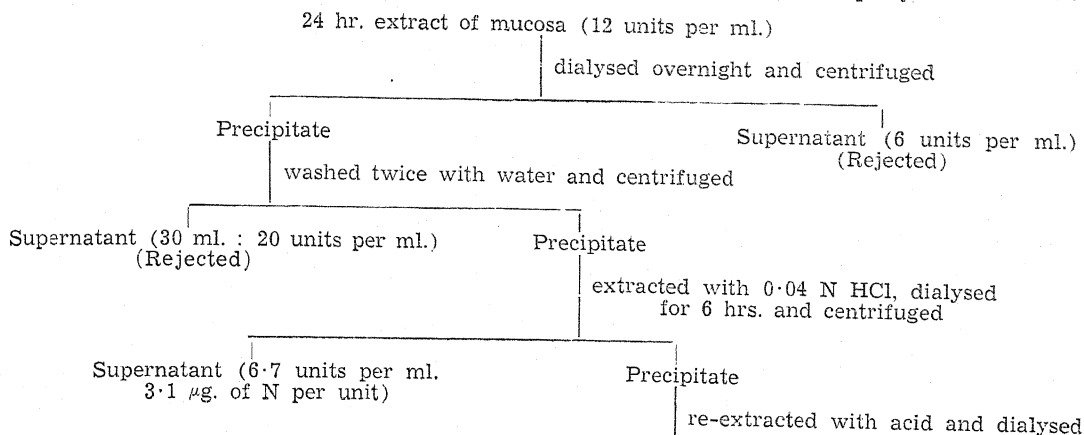 24 hr. extract of mucosa (12 units per ml.)
dialysed overnight and centrifuged
Precipitate
Supernatant (6 units per ml.)
(Rejected)
washed twice with water and centrifuged
Supernatant (30 ml. : 20 units per ml.)
(Rejected)
Precipitate
extracted with 0·04 N HCl, dialysed
for 6 hrs. and centrifuged
Supernatant (6·7 units per ml.
3·1 μg. of N per unit)
Precipitate
re-extracted with acid and dialysed